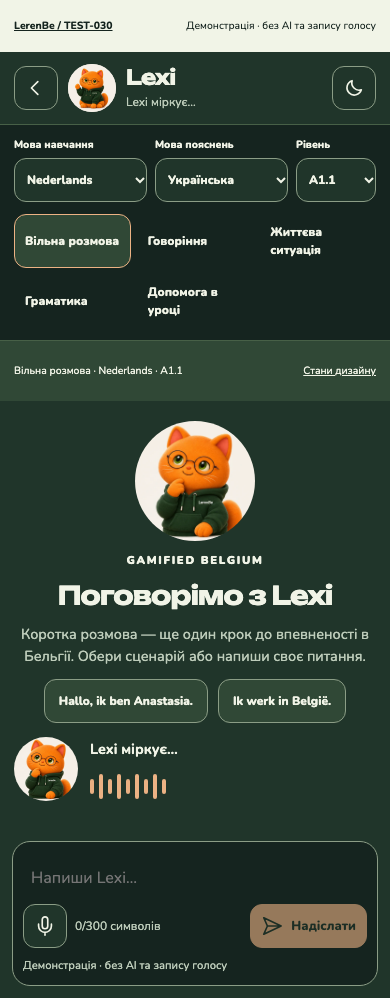 LerenBe / TEST-030
Демонстрація · без AI та запису голосу
Lexi
Lexi міркує...
Мова навчання
Мова пояснень
Рівень
Nederlands
Українська
A1.1
Вільна розмова
Говоріння
Життєва
ситуація
Граматика
Допомога в
уроці
Вільна розмова · Nederlands · A1.1
Стани дизайну
GAMIFIED BELGIUM
Поговорімо з Lexi
Коротка розмова — ще один крок до впевненості в
Бельгії. Обери сценарій або напиши своє питання.
Hallo, ik ben Anastasia.
Ik werk in België.
Lexi міркує...
Напиши Lexi...
0/300 символів
Надіслати
Демонстрація · без AI та запису голосу